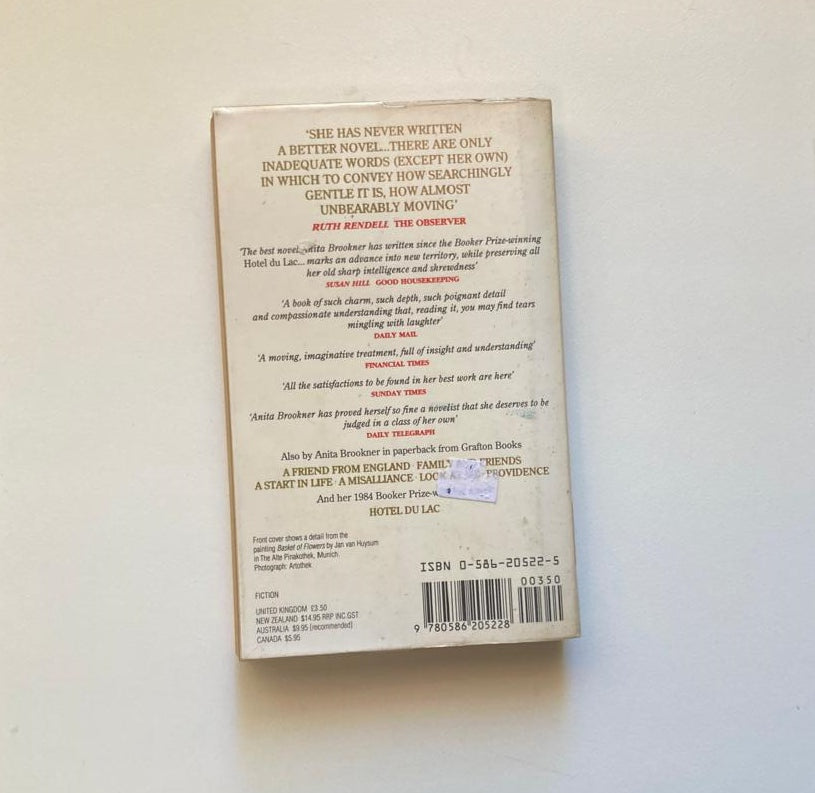 'SHE HAS NEVER WRITTEN
A BETTER NOVEL...THERE ARE ONLY
INADEQUATE WORDS (EXCEPT HER OWN)
IN WHICH TO CONVEY HOW SEARCHINGLY
GENTLE IT IS, HOW ALMOST
UNBEARABLY MOVING'
RUTH RENDELL THE OBSERVER
'The best novel Anita Brookner has written since the Booker Prize-winning
Hotel du Lac... marks an advance into new territory, while preserving all
her old sharp intelligence and shrewdness'
SUSAN HILL GOOD HOUSEKEEPING
'A book of such charm, such depth, such poignant detail
and compassionate understanding that, reading it, you may find tears
mingling with laughter'
DAILY MAIL
'A moving, imaginative treatment, full of insight and understanding'
FINANCIAL TIMES
'All the satisfactions to be found in her best work are here'
SUNDAY TIMES
'Anita Brookner has proved herself so fine a novelist that she deserves to be
judged in a class of her own'
DAILY TELEGRAPH
Also by Anita Brookner in paperback from Grafton Books
A FRIEND FROM ENGLAND · FAMILY FRIENDS
A START IN LIFE · A MISALLIANCE · LOOK PROVIDENCE
And her 1984 Booker
HOTEL DU LAC
Front cover shows a detail from the
painting Basket of Flowers by Jan van Huysum
in The Alte Pinakothek, Munich.
Photograph: Artothek
ISBN 0-586-20522-5
00350
FICTION
UNITED KINGDOM £3.50
NEW ZEALAND $14.95 RRP INC.GST
AUSTRALIA $9.95 (recommended)
CANADA $5.95
9 780586 205228